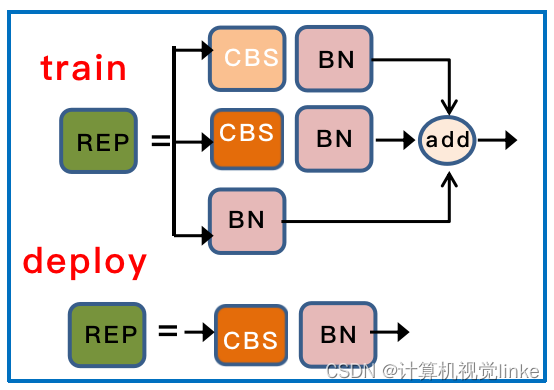 train
CBS BN
REP = CBS BN add
BN
deploy
REP = CBS BN
CSDN @计算机视觉linke